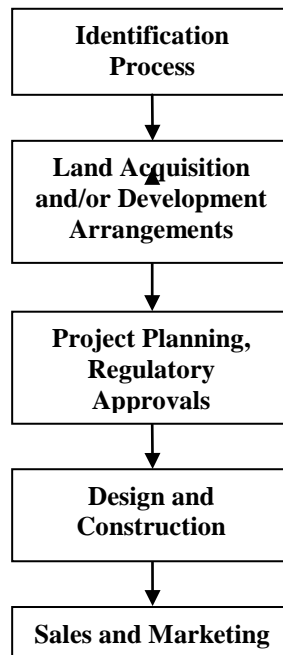 Identification
Process
Land Acquisition
and/or Development
Arrangements
Project Planning,
Regulatory
Approvals
Design and
Construction
Sales and Marketing